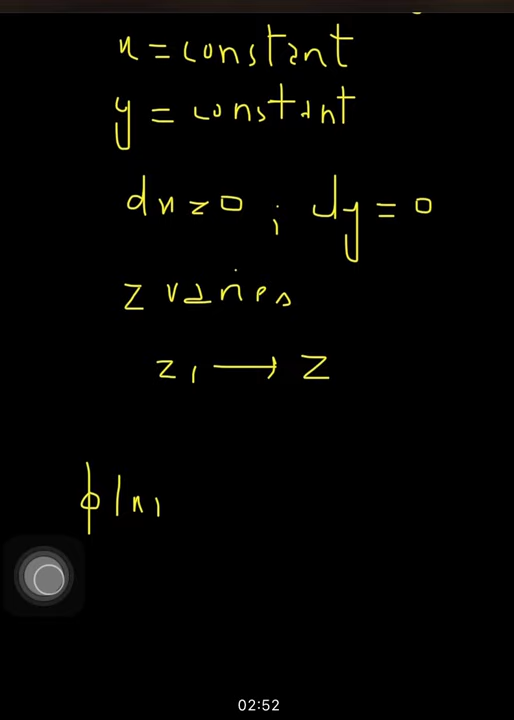 x = constant
y = constant
dx = 0 ; dy = 0
z varies
z₁ → z
ϕ(x,
02:52